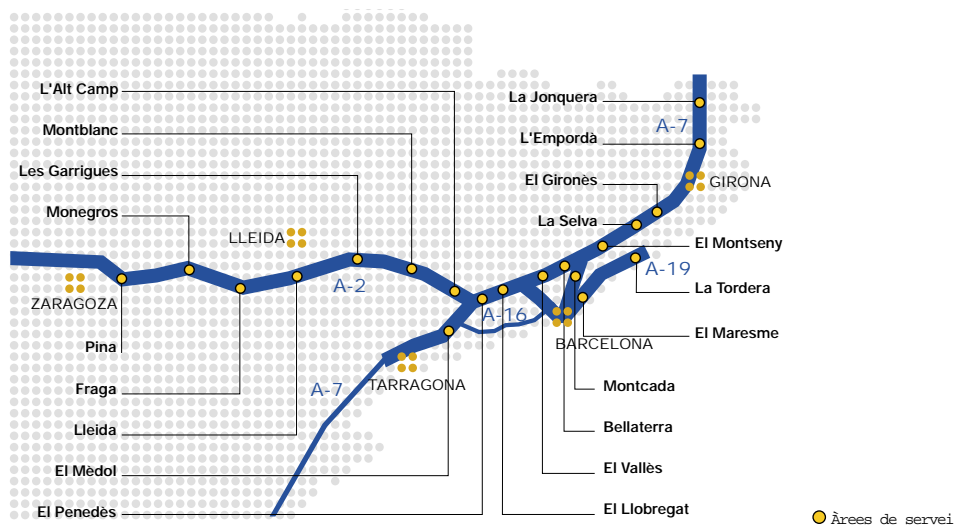 L'Alt Camp
La Jonquera
A-7
Montblanc
L'Empordà
Les Garrigues
El Gironès
GIRONA
Monegros
La Selva
LLEIDA
El Montseny
A-19
A-2
La Tordera
ZARAGOZA
A-16
El Maresme
BARCELONA
Pina
TARRAGONA
Montcada
Fraga
A-7
Bellaterra
Lleida
El Vallès
El Mèdol
El Llobregat
El Penedès
Àrees de servei